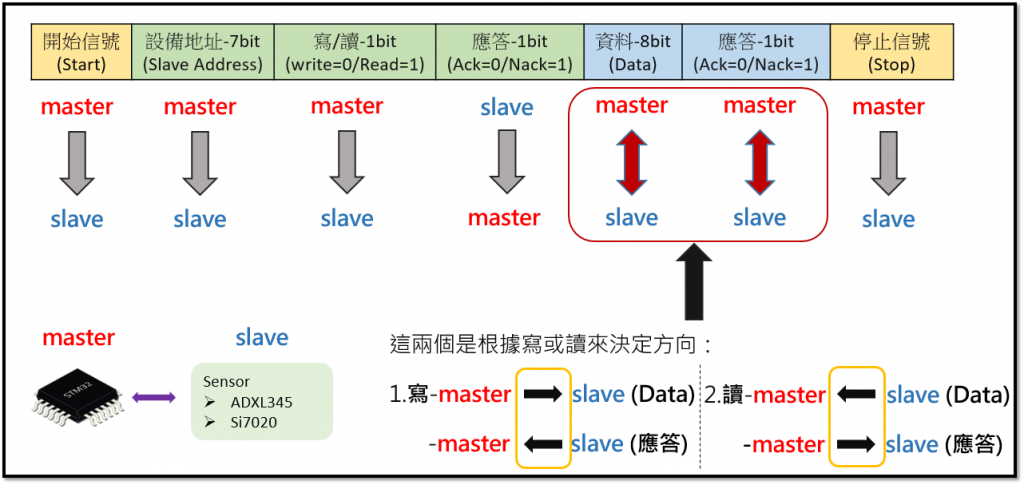 開始信號 設備地址-7bit 寫/讀-1bit 應答-1bit 資料-8bit 應答-1bit 停止信號
(Start) (Slave Address) (write=0/Read=1) (Ack=0/Nack=1) (Data) (Ack=0/Nack=1) (Stop)
master master master slave master master master
slave slave slave master slave slave slave
master slave
這兩個是根據寫或讀來決定方向：
STM32
Sensor
ADXL345
Si7020
1.寫-master slave (Data) 2.讀-master slave (Data)
-master slave (應答) -master slave (應答)